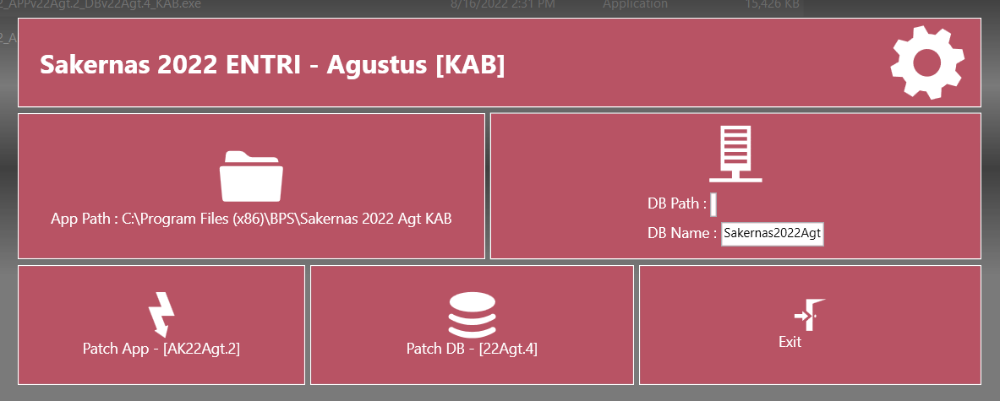 2_APPv22Agt.2_DBv22Agt.4_KAB.exe 8/16/2022 2:31 PM Application 15,426 KB
2_A
Sakernas 2022 ENTRI - Agustus [KAB]
App Path : C:\Program Files (x86)\BPS\Sakernas 2022 Agt KAB
DB Path :
DB Name : Sakernas2022Agt
Patch App - [AK22Agt.2]
Patch DB - [22Agt.4]
Exit